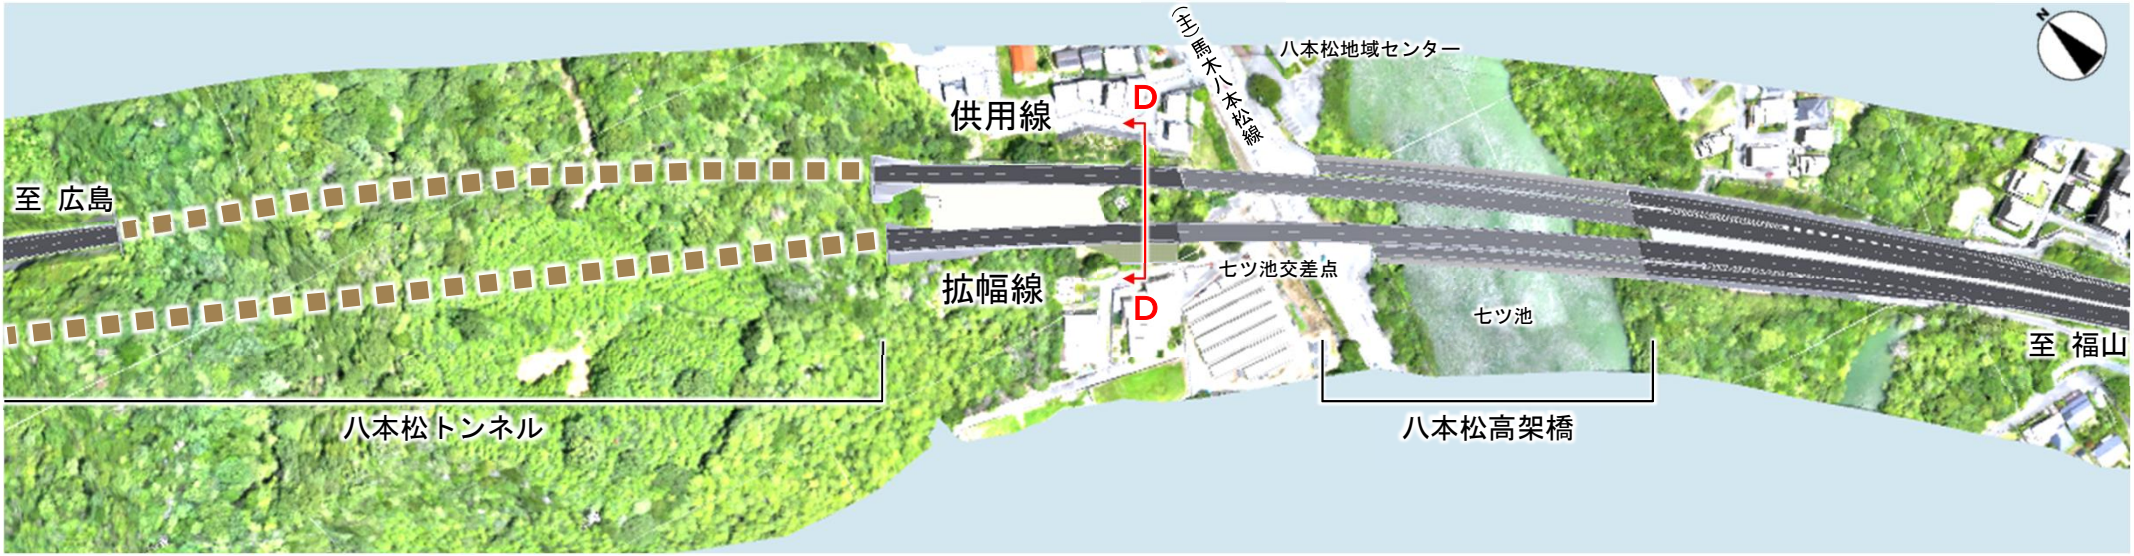 (主)馬木八本松線
八本松地域センター
N
D
供用線
至 広島
七ツ池交差点
拡幅線
D
七ツ池
至 福山
八本松トンネル
八本松高架橋